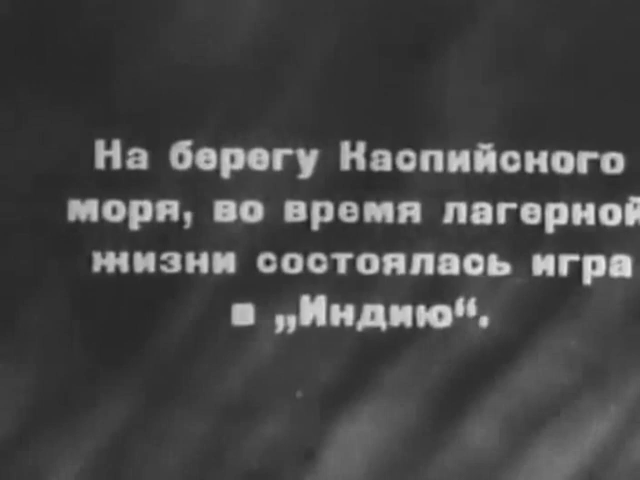 На берегу Каспийского
моря, во время лагерной
жизни состоялась игра
в „Индию“.